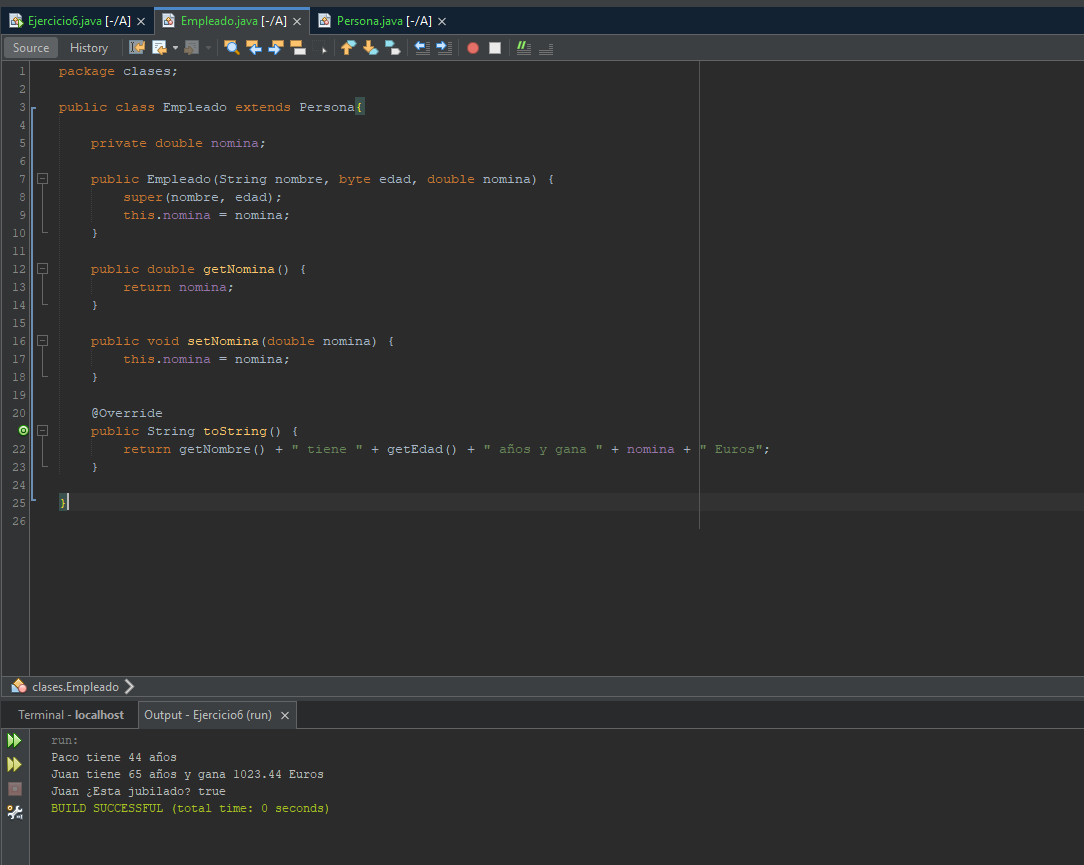 Ejercicio6.java [-/A] Empleado.java [-/A] Persona.java [-/A]
Source History
1 package clases;
2
3 public class Empleado extends Persona{
4
5 private double nomina;
6
7 public Empleado(String nombre, byte edad, double nomina) {
8 super(nombre, edad);
9 this.nomina = nomina;
10 }
11
12 public double getNomina() {
13 return nomina;
14 }
15
16 public void setNomina(double nomina) {
17 this.nomina = nomina;
18 }
19
20 @Override
public String toString() {
22 return getNombre() + " tiene " + getEdad() + " años y gana " + nomina + " Euros";
23 }
24
25 }
26
clases.Empleado
Terminal - localhost Output - Ejercicio6 (run)
run:
Paco tiene 44 años
Juan tiene 65 años y gana 1023.44 Euros
Juan ¿Esta jubilado? true
BUILD SUCCESSFUL (total time: 0 seconds)